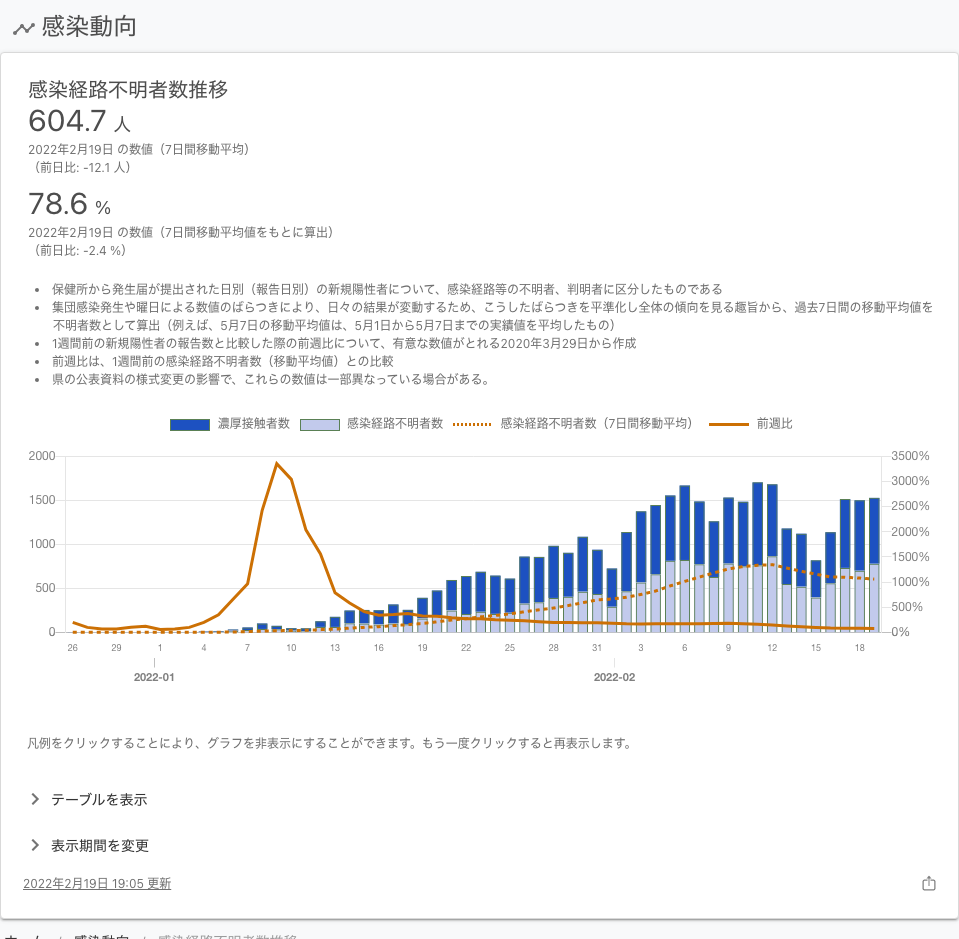 感染動向
感染経路不明者数推移
604.7 人
2022年2月19日 の数値（7日間移動平均）
（前日比: -12.1 人）
78.6 %
2022年2月19日 の数値（7日間移動平均値をもとに算出）
（前日比: -2.4 %）
• 保健所から発生届が提出された日別（報告日別）の新規陽性者について、感染経路等の不明者、判明者に区分したものである
• 集団感染発生や曜日による数値のばらつきにより、日々の結果が変動するため、こうしたばらつきを平準化し全体の傾向を見る趣旨から、過去7日間の移動平均値を
不明者数として算出（例えば、5月7日の移動平均値は、5月1日から5月7日までの実績値を平均したもの）
• 1週間前の新規陽性者の報告数と比較した際の前週比について、有意な数値がとれる2020年3月29日から作成
• 前週比は、1週間前の感染経路不明者数（移動平均値）との比較
• 県の公表資料の様式変更の影響で、これらの数値は一部異なっている場合がある。
濃厚接触者数 感染経路不明者数 感染経路不明者数（7日間移動平均） 前週比
2000 3500%
3000%
1500 2500%
2000%
1000 1500%
1000%
500 500%
0 0%
26 29 1 4 7 10 13 16 19 22 25 28 31 3 6 9 12 15 18
2022-01 2022-02
凡例をクリックすることにより、グラフを非表示にすることができます。もう一度クリックすると再表示します。
テーブルを表示
表示期間を変更
2022年2月19日 19:05 更新
ホーム / 感染動向 / 感染経路不明者数推移